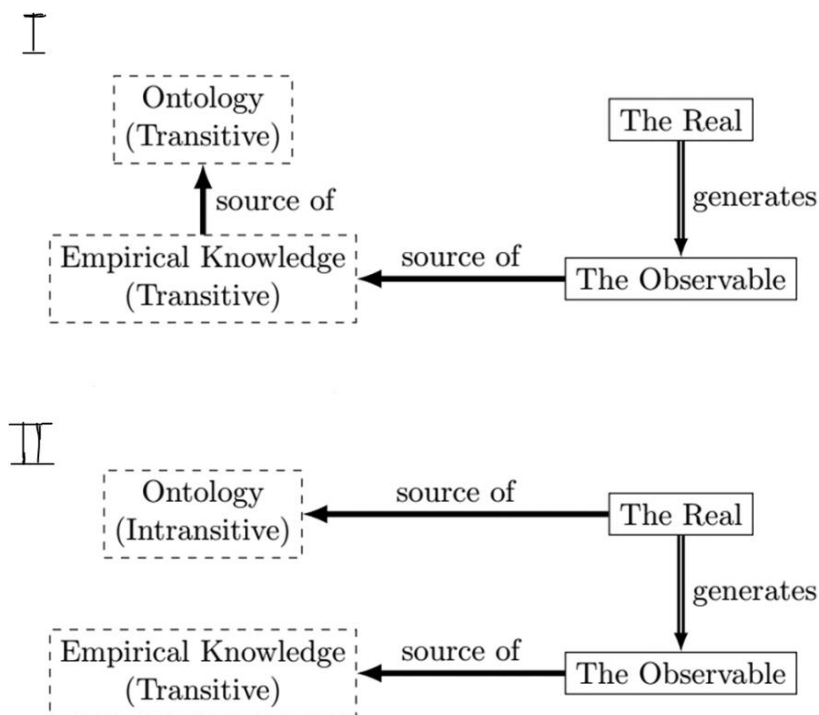 I
Ontology
(Transitive)
The Real
source of
generates
Empirical Knowledge
(Transitive)
source of
The Observable
II
Ontology
(Intransitive)
source of
The Real
generates
Empirical Knowledge
(Transitive)
source of
The Observable